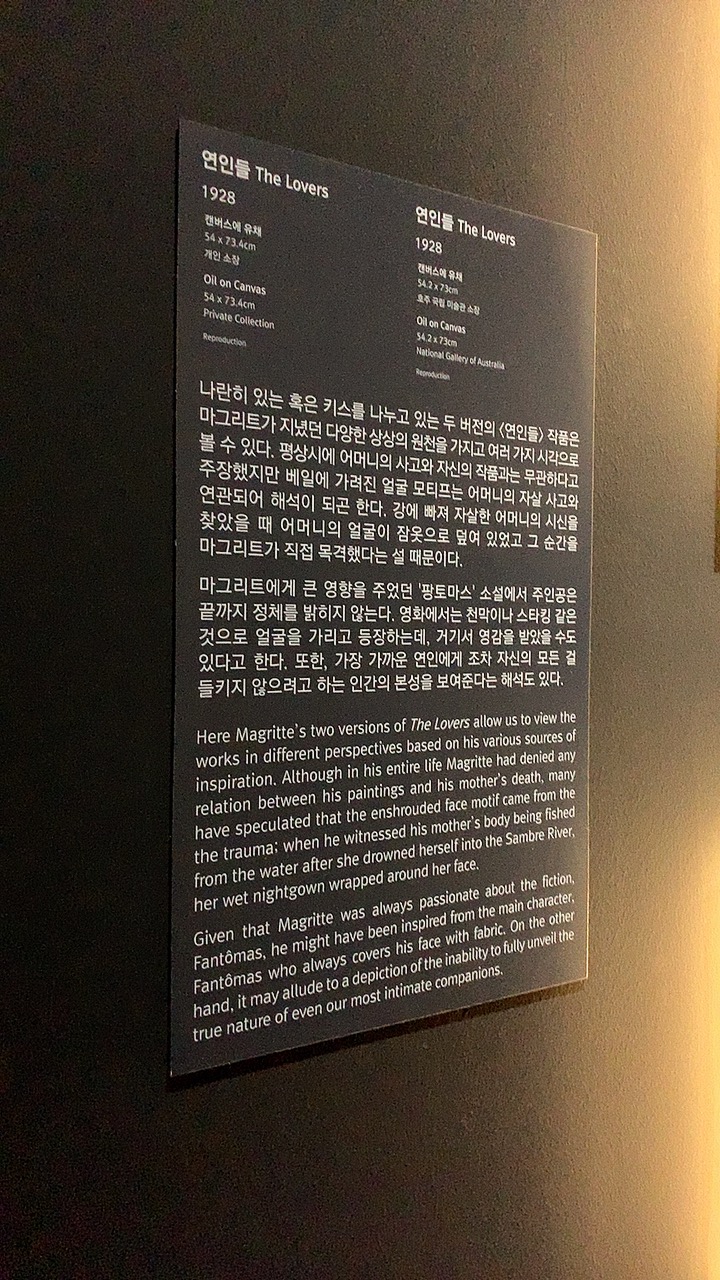 연인들 The Lovers
1928
캔버스에 유채
54 x 73.4cm
개인 소장
Oil on Canvas
54 x 73.4cm
Private Collection
Reproduction
연인들 The Lovers
1928
캔버스에 유채
54.2 x 73cm
호주 국립 미술관 소장
Oil on Canvas
54.2 x 73cm
National Gallery of Australia
Reproduction
나란히 있는 혹은 키스를 나누고 있는 두 버전의 <연인들> 작품은
마그리트가 지녔던 다양한 상상의 원천을 가지고 여러 가지 시각으로
볼 수 있다. 평상시에 어머니의 사고와 자신의 작품과는 무관하다고
주장했지만 베일에 가려진 얼굴 모티프는 어머니의 자살 사고와
연관되어 해석이 되곤 한다. 강에 빠져 자살한 어머니의 시신을
찾았을 때 어머니의 얼굴이 잠옷으로 덮여 있었고 그 순간을
마그리트가 직접 목격했다는 설 때문이다.
마그리트에게 큰 영향을 주었던 '팡토마스' 소설에서 주인공은
끝까지 정체를 밝히지 않는다. 영화에서는 천막이나 스타킹 같은
것으로 얼굴을 가리고 등장하는데, 거기서 영감을 받았을 수도
있다고 한다. 또한, 가장 가까운 연인에게 조차 자신의 모든 걸
들키지 않으려고 하는 인간의 본성을 보여준다는 해석도 있다.
Here Magritte's two versions of The Lovers allow us to view the
works in different perspectives based on his various sources of
inspiration. Although in his entire life Magritte had denied any
relation between his paintings and his mother's death, many
have speculated that the enshrouded face motif came from the
the trauma; when he witnessed his mother's body being fished
from the water after she drowned herself into the Sambre River,
her wet nightgown wrapped around her face.
Given that Magritte was always passionate about the fiction,
Fantômas, he might have been inspired from the main character,
Fantômas who always covers his face with fabric. On the other
hand, it may allude to a depiction of the inability to fully unveil the
true nature of even our most intimate companions.